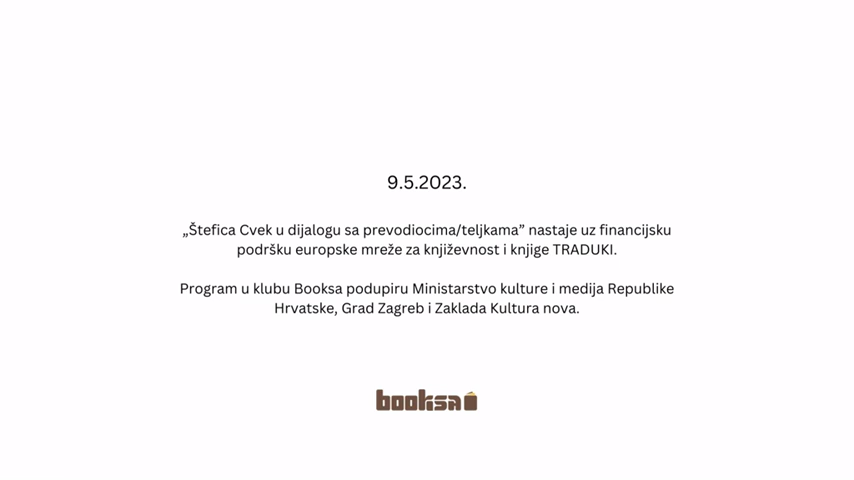 9.5.2023.
„Štefica Cvek u dijalogu sa prevodiocima/teljkama” nastaje uz financijsku
podršku europske mreže za književnost i knjige TRADUKI.
Program u klubu Booksa podupiru Ministarstvo kulture i medija Republike
Hrvatske, Grad Zagreb i Zaklada Kultura nova.
booksa